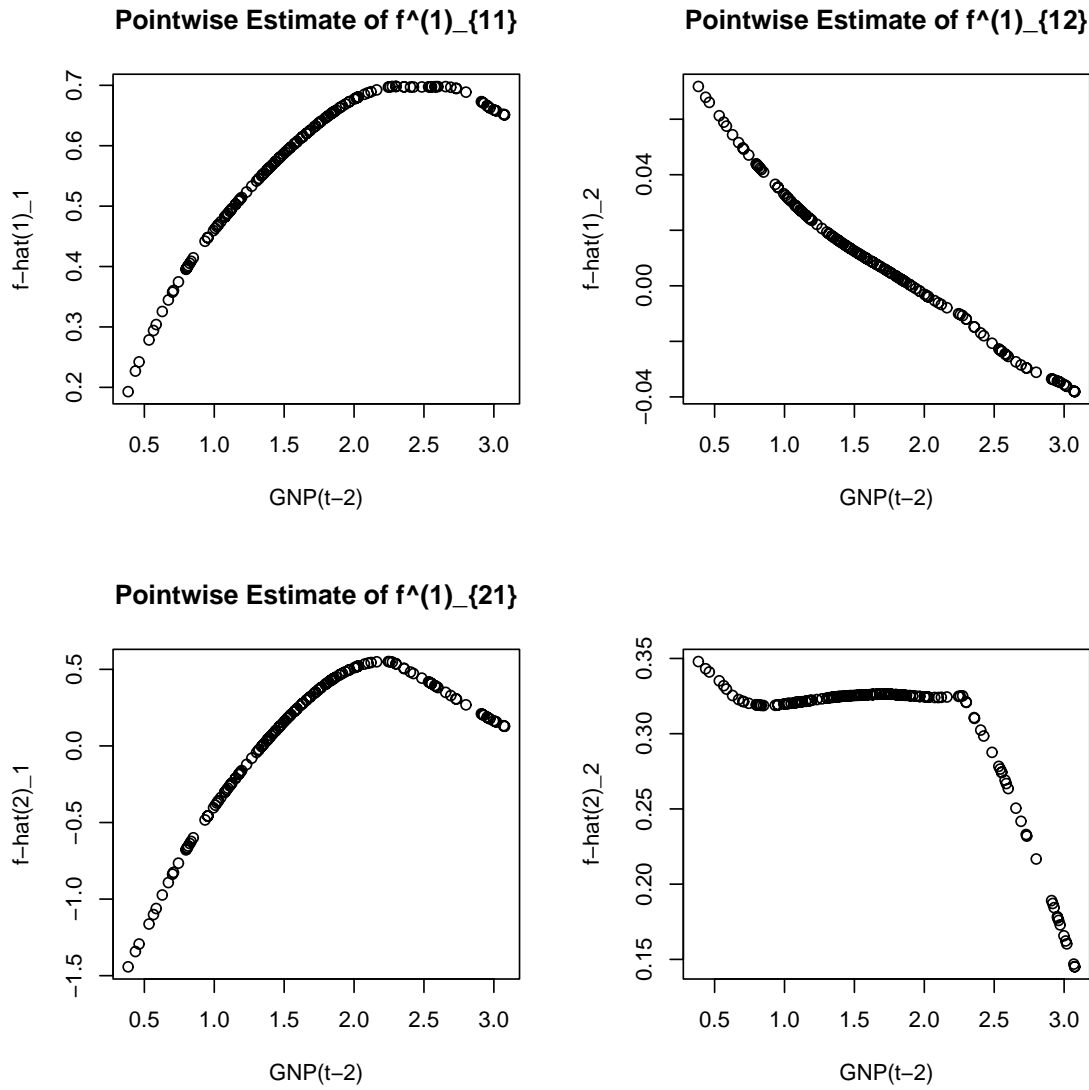 Pointwise Estimate of f^(1)_{11}
f−hat(1)_1
0.7
0.6
0.5
0.4
0.3
0.2
0.5 1.0 1.5 2.0 2.5 3.0
GNP(t−2)
Pointwise Estimate of f^(1)_{12}
f−hat(1)_2
0.04
0.00
−0.04
0.5 1.0 1.5 2.0 2.5 3.0
GNP(t−2)
Pointwise Estimate of f^(1)_{21}
f−hat(2)_1
0.5
0.0
−0.5
−1.0
−1.5
0.5 1.0 1.5 2.0 2.5 3.0
GNP(t−2)
f−hat(2)_2
0.35
0.30
0.25
0.20
0.15
0.5 1.0 1.5 2.0 2.5 3.0
GNP(t−2)